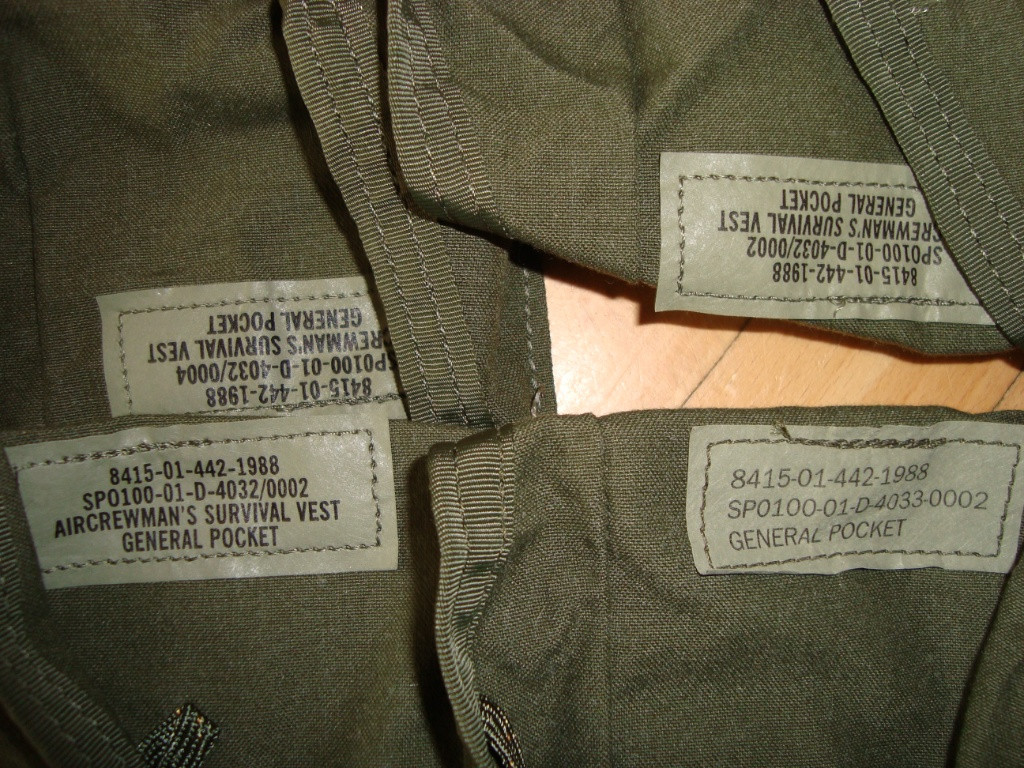 8415-01-442-1988
SP0100-01-D-4032/0002
REWMAN'S SURVIVAL VEST
GENERAL POCKET
8415-01-442-1988
SP0100-01-D-4032/0004
CREWMAN'S SURVIVAL VEST
GENERAL POCKET
8415-01-442-1988
SP0100-01-D-4032/0002
AIRCREWMAN'S SURVIVAL VEST
GENERAL POCKET
8415-01-442-1988
SP0100-01-D-4033-0002
GENERAL POCKET